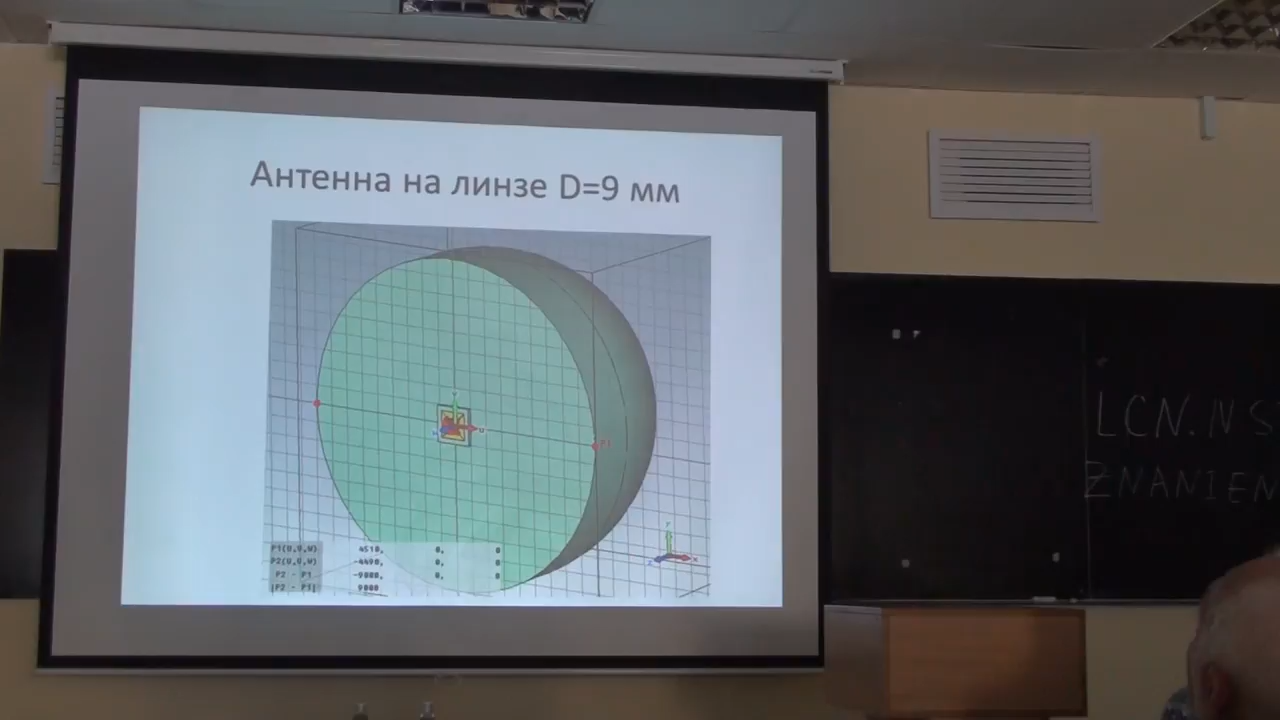 Антенна на линзе D=9 мм
P1
P1(U,V,W) 4510, 0, 0
P2(U,V,W) -4490, 0, 0
P2 - P1 -9000, 0, 0
|P2 - P1| 9000
LCN.NS
ZNANIEN